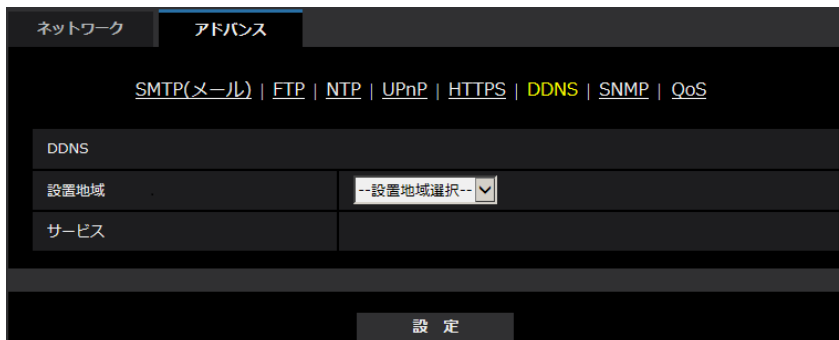 ネットワーク アドバンス
SMTP(メール) | FTP | NTP | UPnP | HTTPS | DDNS | SNMP | QoS
DDNS
設置地域 --設置地域選択--
サービス
設 定